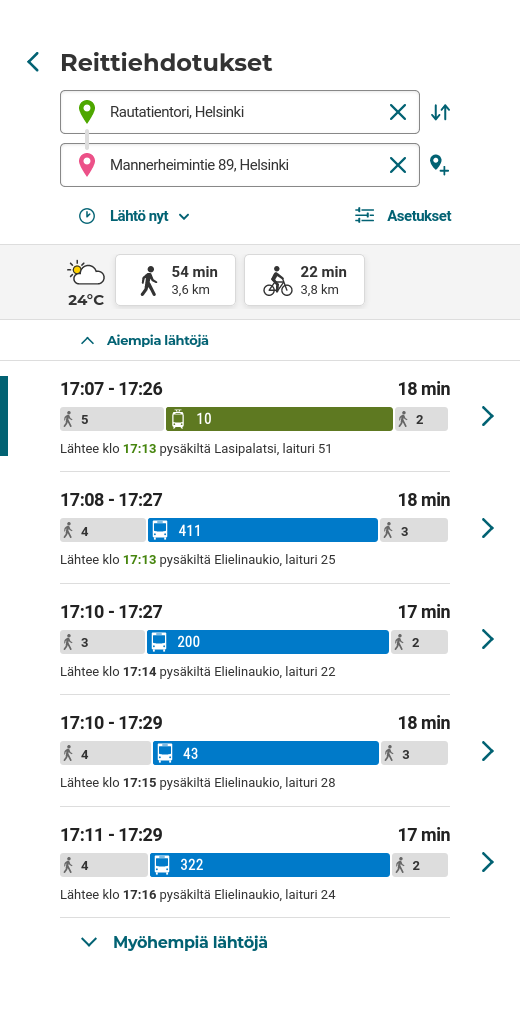 Reittiehdotukset
Rautatientori, Helsinki
Mannerheimintie 89, Helsinki
Lähtö nyt Asetukset
54 min 22 min
24°C 3,6 km 3,8 km
Aiempia lähtöjä
17:07 - 17:26 18 min
5 10 2
Lähtee klo 17:13 pysäkiltä Lasipalatsi, laituri 51
17:08 - 17:27 18 min
4 411 3
Lähtee klo 17:13 pysäkiltä Elielinaukio, laituri 25
17:10 - 17:27 17 min
3 200 2
Lähtee klo 17:14 pysäkiltä Elielinaukio, laituri 22
17:10 - 17:29 18 min
4 43 3
Lähtee klo 17:15 pysäkiltä Elielinaukio, laituri 28
17:11 - 17:29 17 min
4 322 2
Lähtee klo 17:16 pysäkiltä Elielinaukio, laituri 24
Myöhempiä lähtöjä